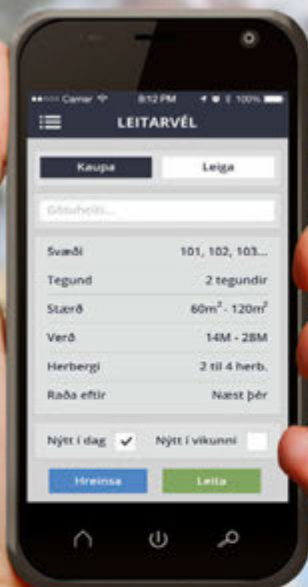 Carrier 8:12 PM 100%
LEITARVÉL
Kaupa Leiga
Götuheiti...
Svæði 101, 102, 103...
Tegund 2 tegundir
Stærð 60m² - 120m²
Verð 14M - 28M
Herbergi 2 til 4 herb.
Raða eftir Næst þér
Nýtt í dag Nýtt í vikunni
Hreinsa Leita